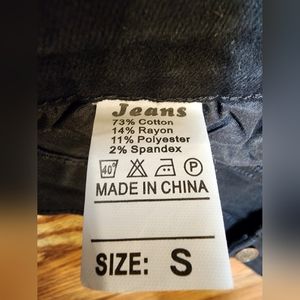 Jeans
73% Cotton
14% Rayon
11% Polyester
2% Spandex
40° P
MADE IN CHINA
SIZE: S